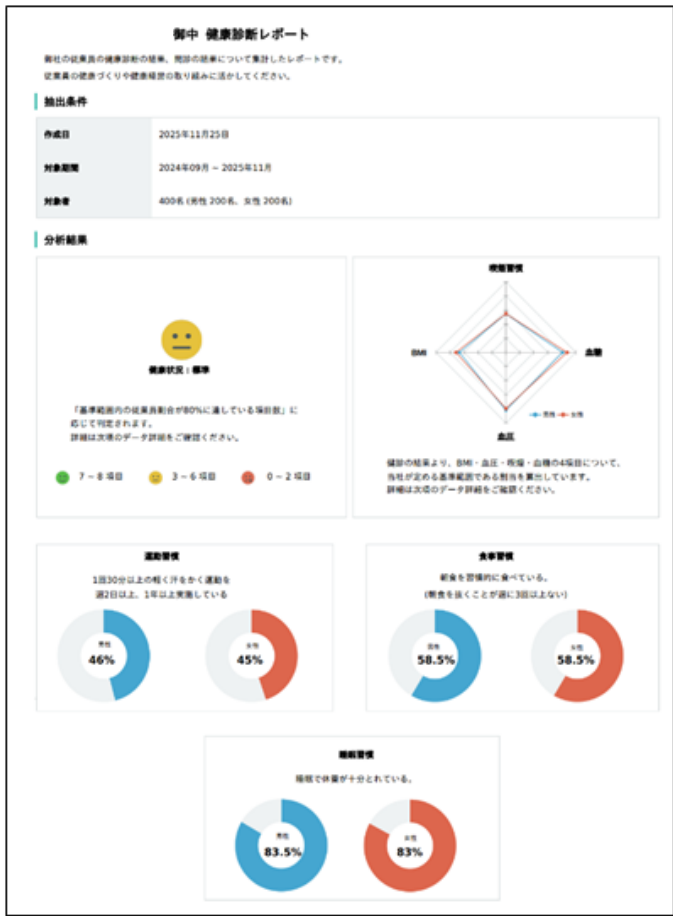 御中 健康診断レポート
御社の従業員の健康診断の結果、問診の結果について集計したレポートです。
従業員の健康づくりや健康経営の取り組みに活かしてください。
抽出条件
作成日 2025年11月25日
対象期間 2024年09月 ~ 2025年11月
対象者 400名 (男性 200名、女性 200名)
分析結果
健康状況:標準
「基準範囲内の従業員割合が80%に達している項目数」に
応じて判定されます。
詳細は次項のデータ詳細をご確認ください。
7 ~ 8 項目
3 ~ 6 項目
0 ~ 2 項目
喫煙習慣
BMI
血糖
血圧
男性 女性
健診の結果より、BMI・血圧・喫煙・血糖の4項目について、
当社が定める基準範囲である割合を算出しています。
詳細は次項のデータ詳細をご確認ください。
運動習慣
1回30分以上の軽く汗をかく運動を
週2日以上、1年以上実施している
男性
46%
女性
45%
食事習慣
朝食を習慣的に食べている。
(朝食を抜くことが週に3回以上ない)
男性
58.5%
女性
58.5%
睡眠習慣
睡眠で休養が十分とれている。
男性
83.5%
女性
83%